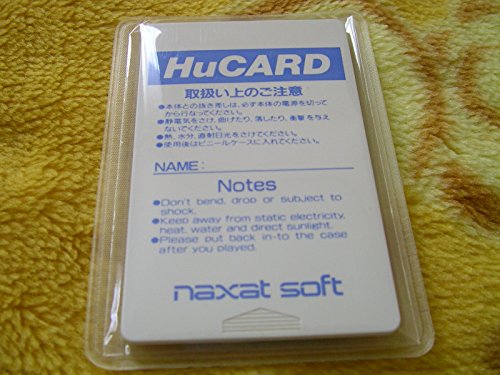 HuCARD
取扱い上のご注意
●本体との抜き差しは、必ず本体の電源を切って
から行なってください。
●静電気をさけ、曲げたり、落したり、衝撃を与え
ないでください。
●熱、水分、直射日光をさけてください。
●使用後はビニールケースに入れてください。
NAME:
Notes
●Don't bend, drop or subject to
shock.
●Keep away from static electricity,
heat, water and direct sunlight.
●Please put back in-to the case
after you played.
naxat soft